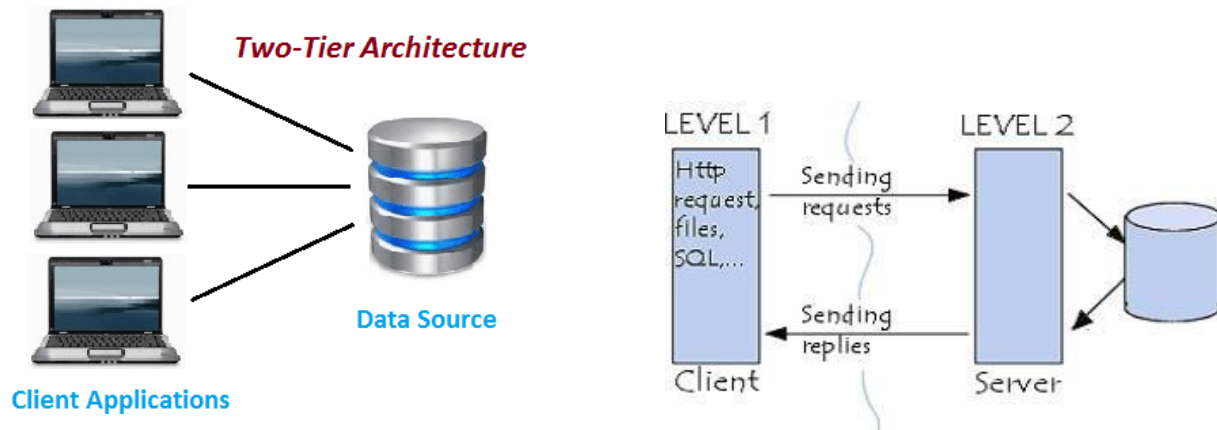 Two-Tier Architecture
Data Source
Client Applications
LEVEL 1
Http
request,
files,
SQL,...
Client
Sending
requests
Sending
replies
LEVEL 2
Server